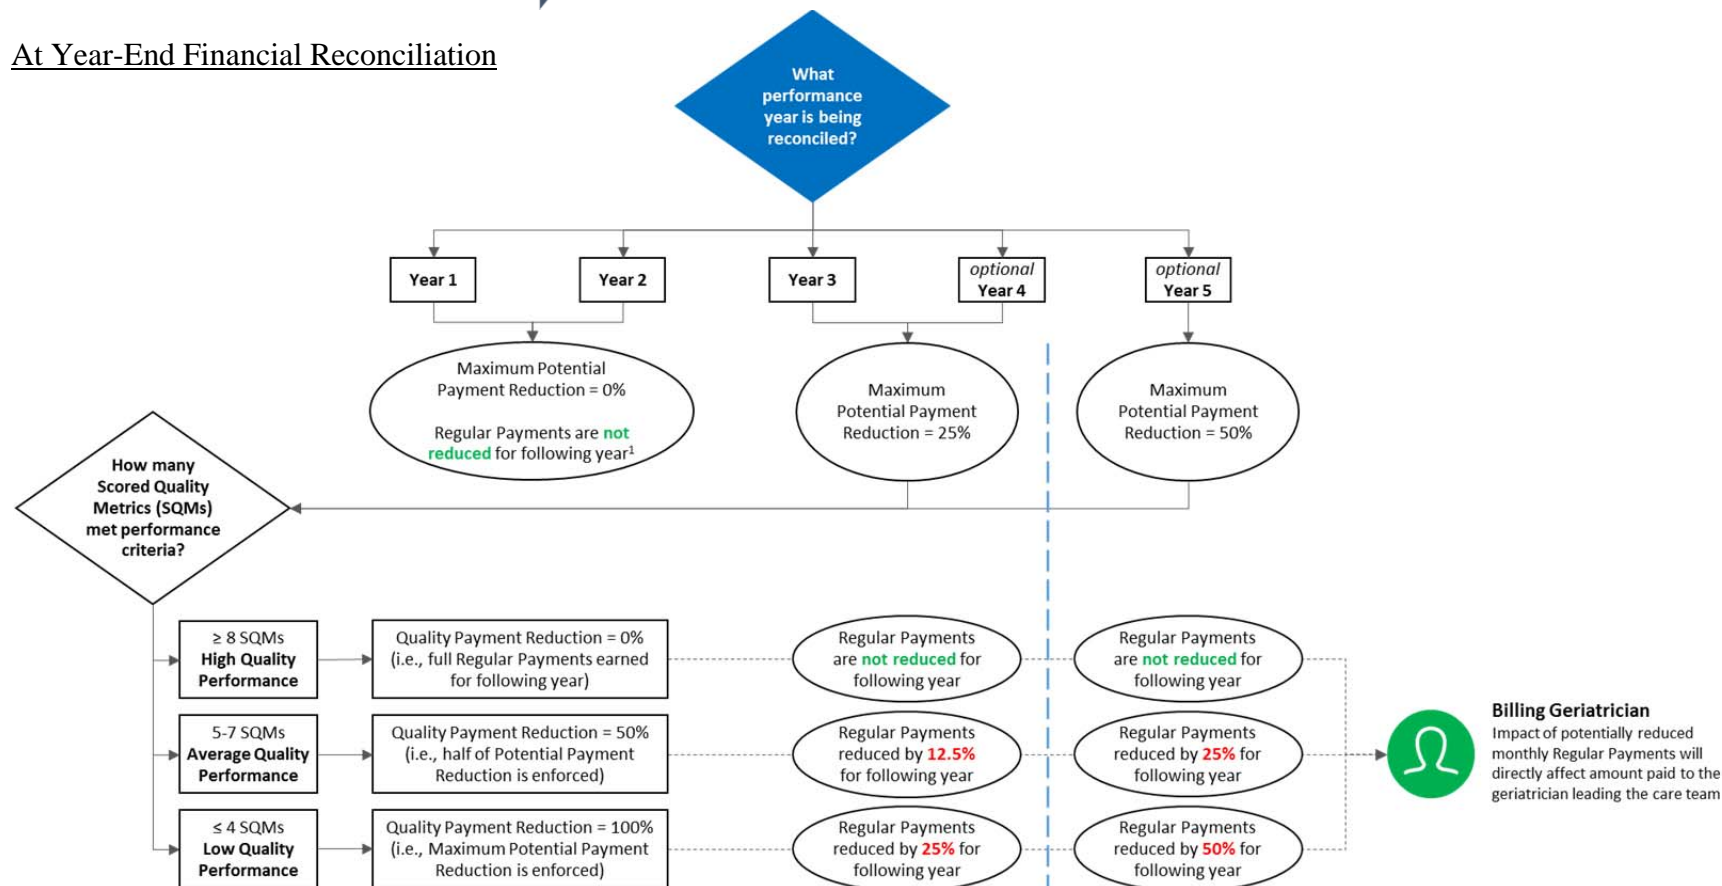 At Year-End Financial Reconciliation
What
performance
year is being
reconciled?
Year 1
Year 2
Year 3
optional
Year 4
optional
Year 5
Maximum Potential
Payment Reduction = 0%
Regular Payments are not
reduced for following year¹
Maximum
Potential Payment
Reduction = 25%
Maximum
Potential Payment
Reduction = 50%
How many
Scored Quality
Metrics (SQMs)
met performance
criteria?
≥ 8 SQMs
High Quality
Performance
Quality Payment Reduction = 0%
(i.e., full Regular Payments earned
for following year)
Regular Payments
are not reduced for
following year
Regular Payments
are not reduced for
following year
5-7 SQMs
Average Quality
Performance
Quality Payment Reduction = 50%
(i.e., half of Potential Payment
Reduction is enforced)
Regular Payments
reduced by 12.5%
for following year
Regular Payments
reduced by 25% for
following year
≤ 4 SQMs
Low Quality
Performance
Quality Payment Reduction = 100%
(i.e., Maximum Potential Payment
Reduction is enforced)
Regular Payments
reduced by 25% for
following year
Regular Payments
reduced by 50% for
following year
Billing Geriatrician
Impact of potentially reduced
monthly Regular Payments will
directly affect amount paid to the
geriatrician leading the care team